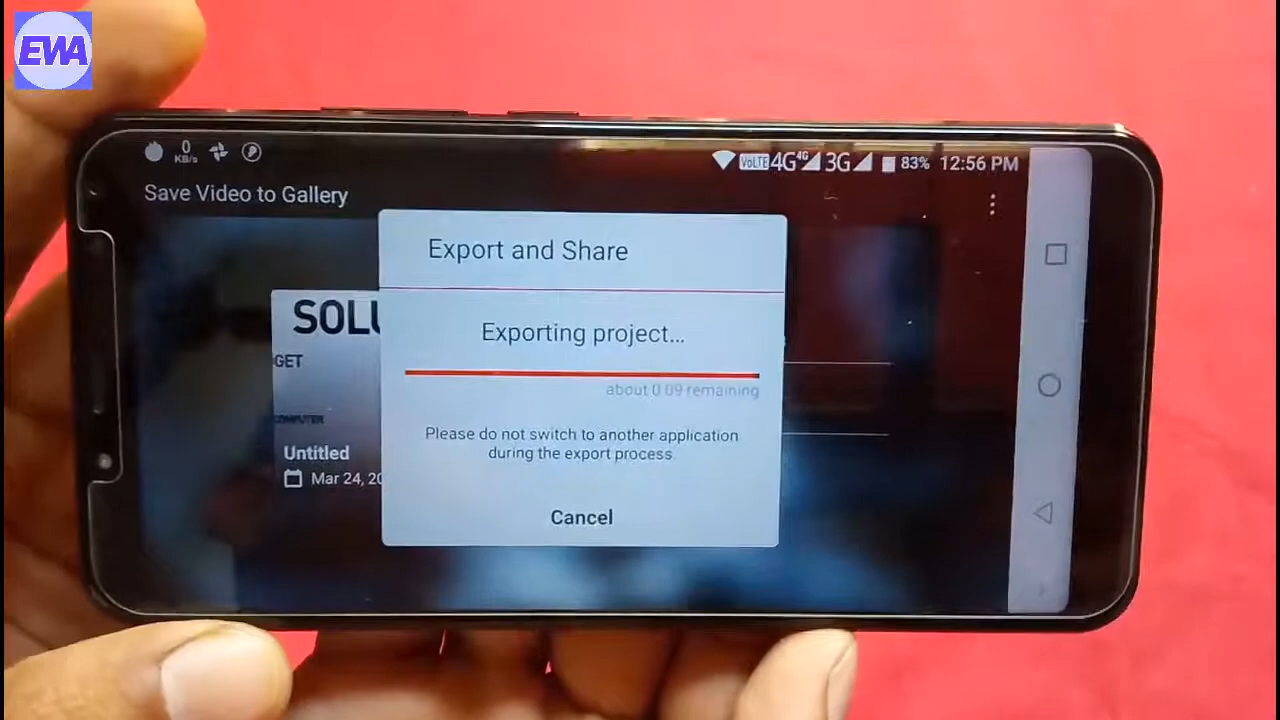 EWA
0
KB/s
VoLTE 4G 4G 3G 83% 12:56 PM
Save Video to Gallery
Export and Share
SOLU
Exporting project...
GET
about 0:09 remaining
COMPUTER
Please do not switch to another application
during the export process.
Untitled
Mar 24, 20
Cancel